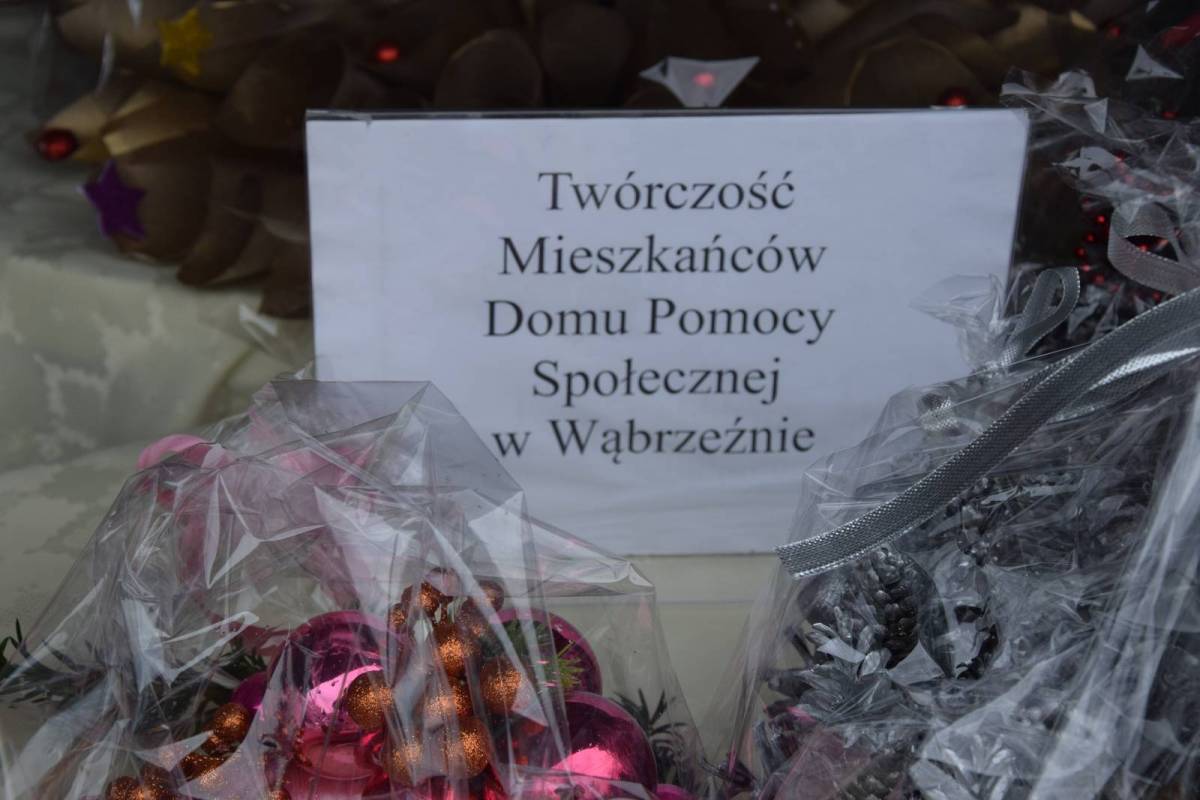 Twórczość
Mieszkańców
Domu Pomocy
Społecznej
w Wąbrzeźnie